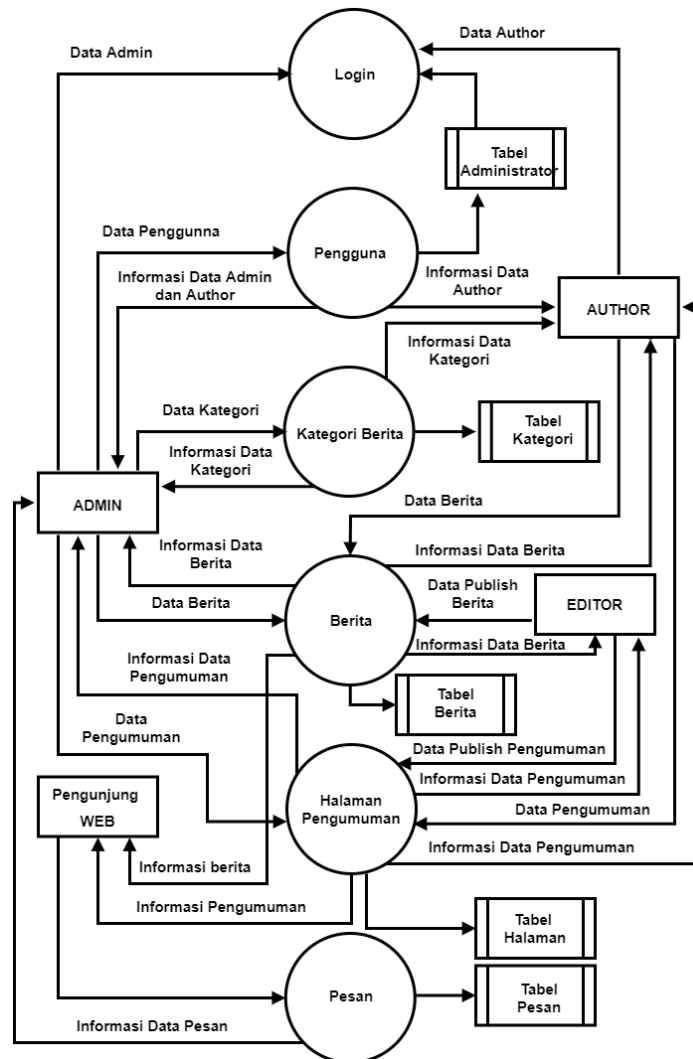 Data Admin
Data Author
Login
Tabel
Administrator
Data Penggunna
Pengguna
Informasi Data Admin
dan Author
Informasi Data
Author
AUTHOR
Informasi Data
Kategori
Data Kategori
Kategori Berita
Tabel
Kategori
Informasi Data
Kategori
ADMIN
Data Berita
Informasi Data
Berita
Informasi Data Berita
Data Publish
Berita
EDITOR
Data Berita
Berita
Informasi Data Berita
Informasi Data
Pengumuman
Tabel
Berita
Data
Pengumuman
Data Publish Pengumuman
Informasi Data Pengumuman
Pengunjung
WEB
Halaman
Pengumuman
Data Pengumuman
Informasi Data Pengumuman
Informasi berita
Informasi Pengumuman
Tabel
Halaman
Pesan
Tabel
Pesan
Informasi Data Pesan